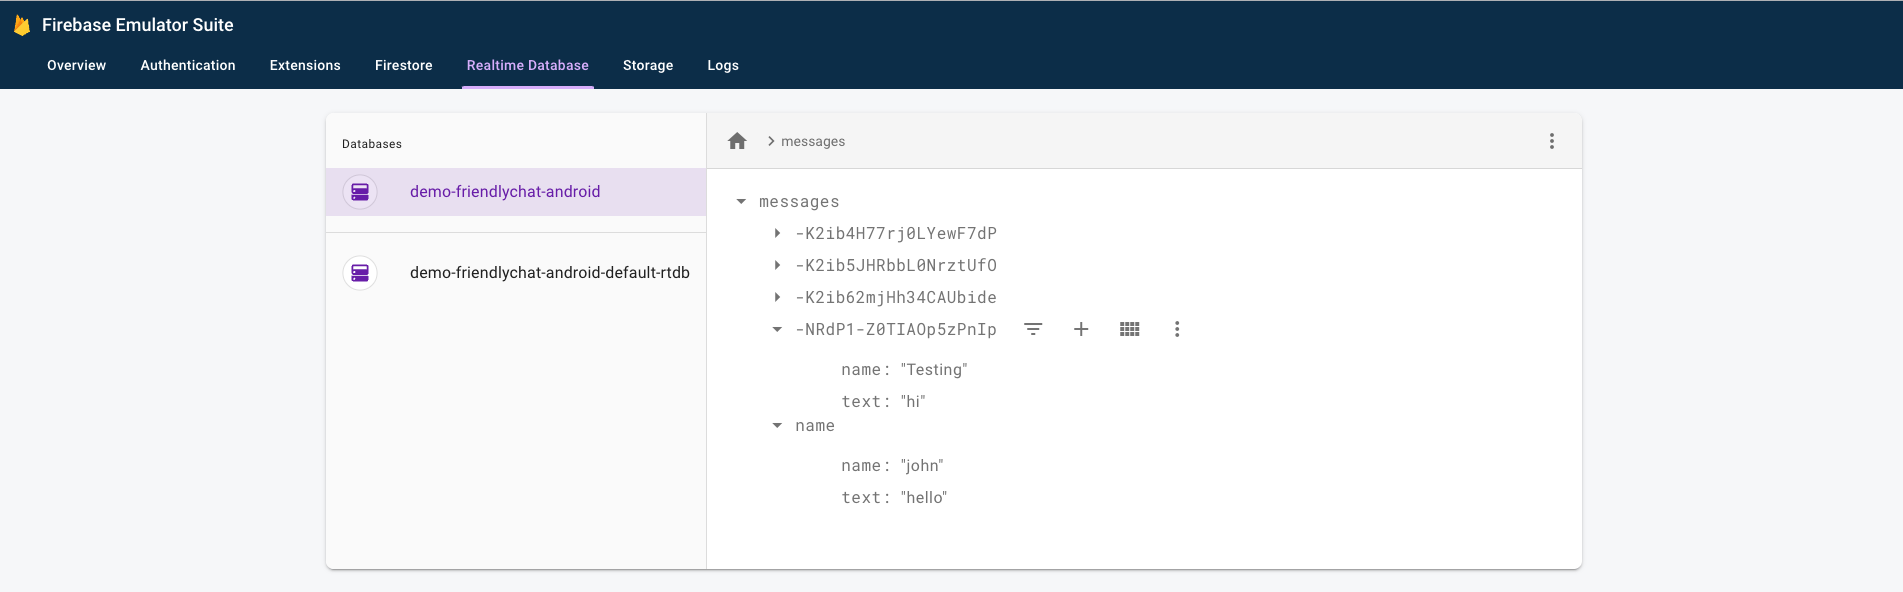 Firebase Emulator Suite
Overview Authentication Extensions Firestore Realtime Database Storage Logs
Databases
demo-friendlychat-android
demo-friendlychat-android-default-rtdb
messages
messages
-K2ib4H77rj0LYewF7dP
-K2ib5JHRbbL0NrztUfO
-K2ib62mjHh34CAUbide
-NRdP1-Z0TIAOp5zPnIp
name: "Testing"
text: "hi"
name
name: "john"
text: "hello"